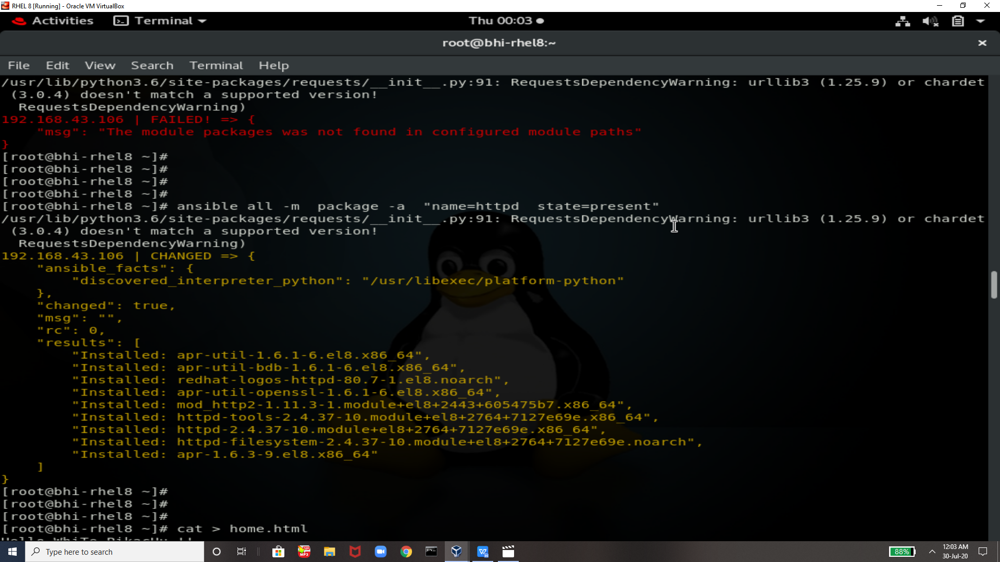 RHEL 8 [Running] - Oracle VM VirtualBox
Activities Terminal Thu 00:03
root@bhi-rhel8:~
File Edit View Search Terminal Help
/usr/lib/python3.6/site-packages/requests/__init__.py:91: RequestsDependencyWarning: urllib3 (1.25.9) or chardet
(3.0.4) doesn't match a supported version!
RequestsDependencyWarning)
192.168.43.106 | FAILED! => {
"msg": "The module packages was not found in configured module paths"
}
[root@bhi-rhel8 ~]#
[root@bhi-rhel8 ~]#
[root@bhi-rhel8 ~]#
[root@bhi-rhel8 ~]#
[root@bhi-rhel8 ~]# ansible all -m  package -a  "name=httpd  state=present"
/usr/lib/python3.6/site-packages/requests/__init__.py:91: RequestsDependencyWarning: urllib3 (1.25.9) or chardet
(3.0.4) doesn't match a supported version!
RequestsDependencyWarning)
192.168.43.106 | CHANGED => {
"ansible_facts": {
"discovered_interpreter_python": "/usr/libexec/platform-python"
},
"changed": true,
"msg": "",
"rc": 0,
"results": [
"Installed: apr-util-1.6.1-6.el8.x86_64",
"Installed: apr-util-bdb-1.6.1-6.el8.x86_64",
"Installed: redhat-logos-httpd-80.7-1.el8.noarch",
"Installed: apr-util-openssl-1.6.1-6.el8.x86_64",
"Installed: mod_http2-1.11.3-1.module+el8+2443+605475b7.x86_64",
"Installed: httpd-tools-2.4.37-10.module+el8+2764+7127e69e.x86_64",
"Installed: httpd-2.4.37-10.module+el8+2764+7127e69e.x86_64",
"Installed: httpd-filesystem-2.4.37-10.module+el8+2764+7127e69e.noarch",
"Installed: apr-1.6.3-9.el8.x86_64"
]
}
[root@bhi-rhel8 ~]#
[root@bhi-rhel8 ~]#
[root@bhi-rhel8 ~]#
[root@bhi-rhel8 ~]# cat > home.html
Type here to search
MP3
88%
12:03 AM
30-Jul-20